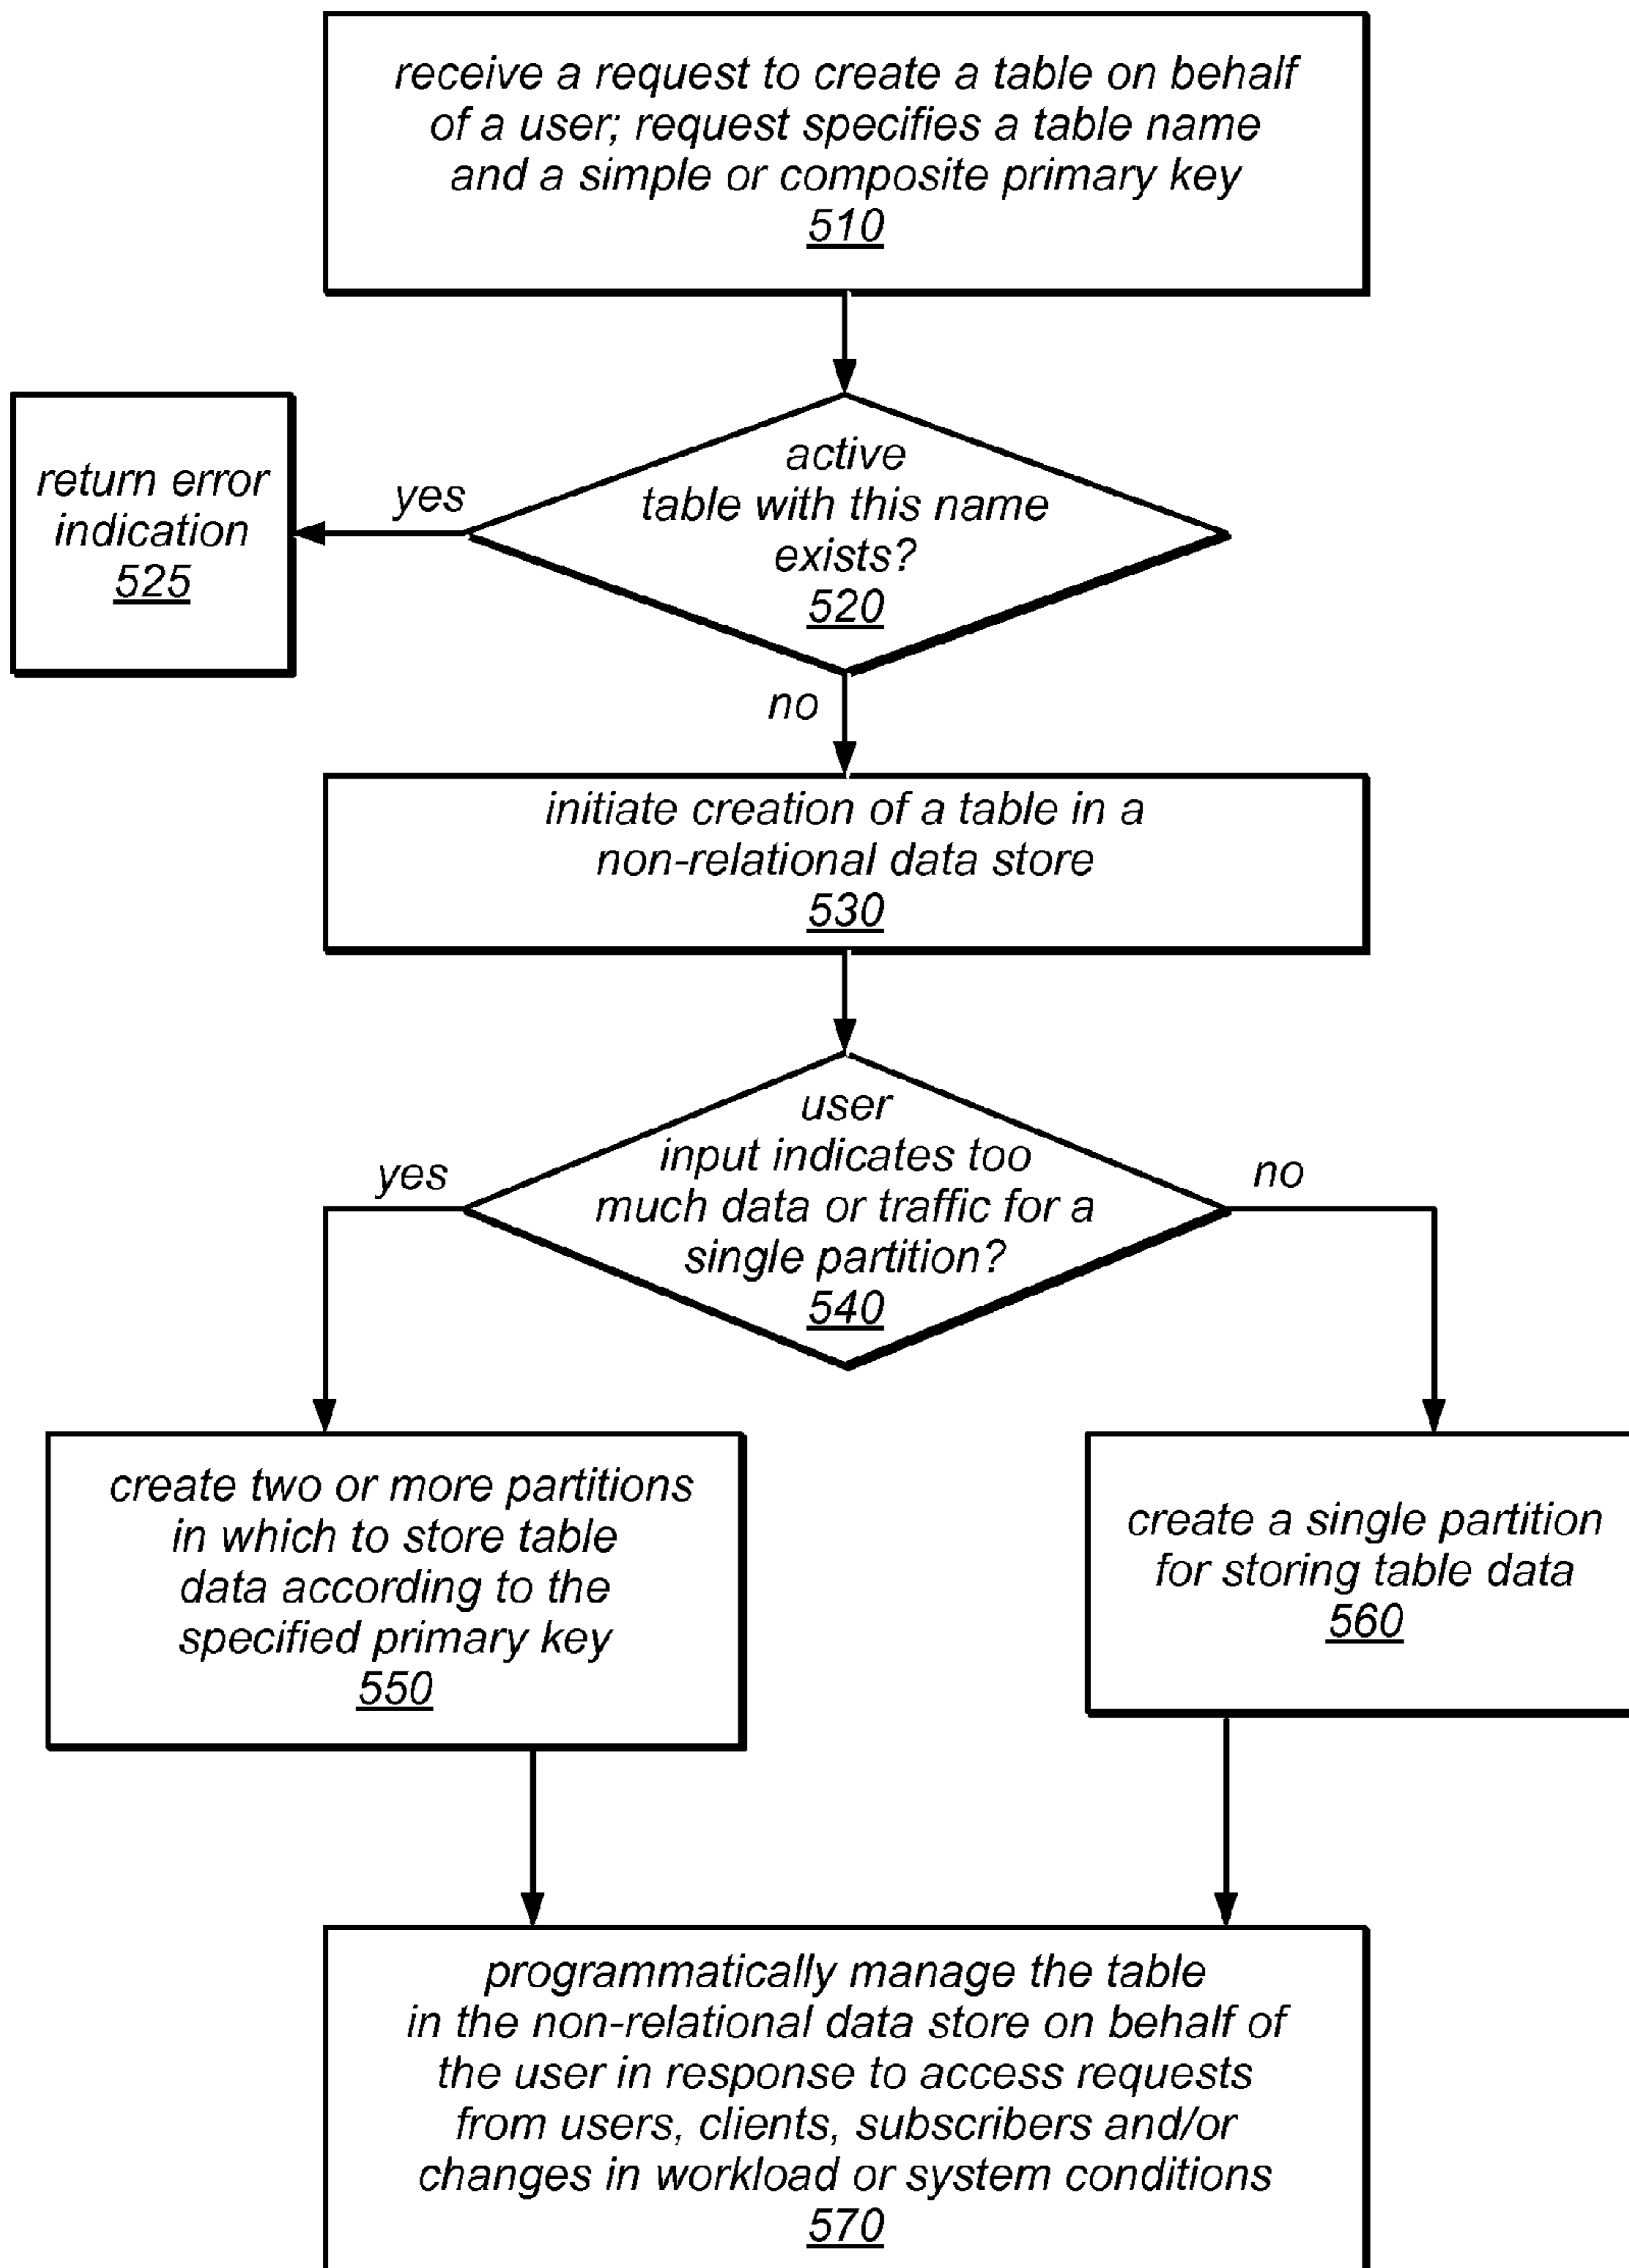 receive a request to create a table on behalf
of a user; request specifies a table name
and a simple or composite primary key
510
active
table with this name
exists?
520
yes
return error
indication
525
no
initiate creation of a table in a
non-relational data store
530
user
input indicates too
much data or traffic for a
single partition?
540
yes
no
create two or more partitions
in which to store table
data according to the
specified primary key
550
create a single partition
for storing table data
560
programmatically manage the table
in the non-relational data store on behalf of
the user in response to access requests
from users, clients, subscribers and/or
changes in workload or system conditions
570